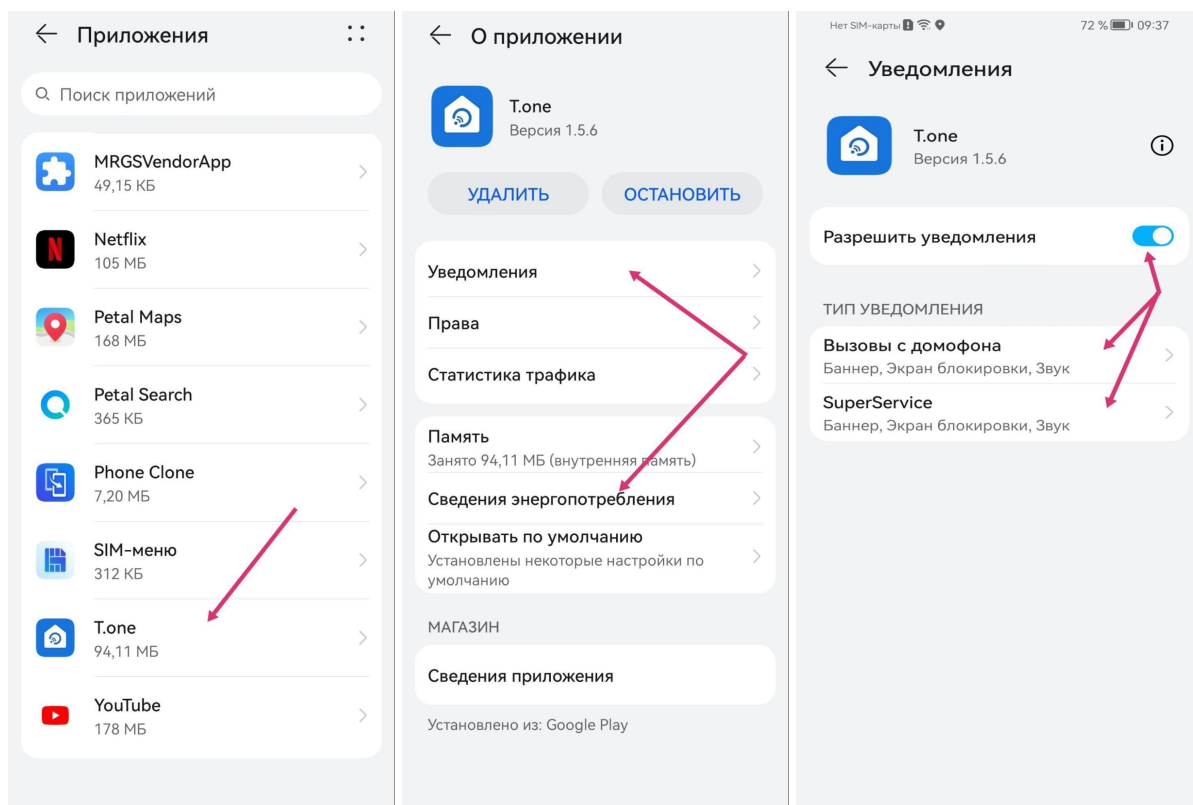 Приложения
Поиск приложений
MRGSVendorApp
49,15 КБ
Netflix
105 МБ
Petal Maps
168 МБ
Petal Search
365 КБ
Phone Clone
7,20 МБ
SIM-меню
312 КБ
T.one
94,11 МБ
YouTube
178 МБ
О приложении
T.one
Версия 1.5.6
УДАЛИТЬ
ОСТАНОВИТЬ
Уведомления
Права
Статистика трафика
Память
Занято 94,11 МБ (внутренняя память)
Сведения энергопотребления
Открывать по умолчанию
Установлены некоторые настройки по
умолчанию
МАГАЗИН
Сведения приложения
Установлено из: Google Play
Нет SIM-карты 72 % 09:37
Уведомления
T.one
Версия 1.5.6
Разрешить уведомления
ТИП УВЕДОМЛЕНИЯ
Вызовы с домофона
Баннер, Экран блокировки, Звук
SuperService
Баннер, Экран блокировки, Звук